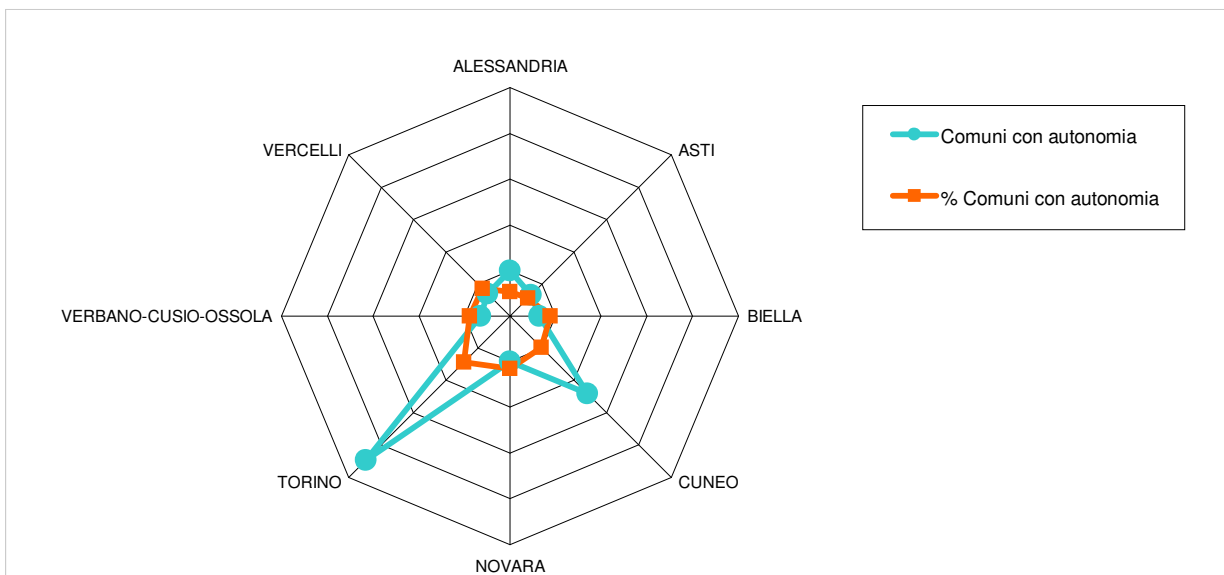 ALESSANDRIA
ASTI
BIELLA
CUNEO
NOVARA
TORINO
VERBANO-CUSIO-OSSOLA
VERCELLI
Comuni con autonomia
% Comuni con autonomia